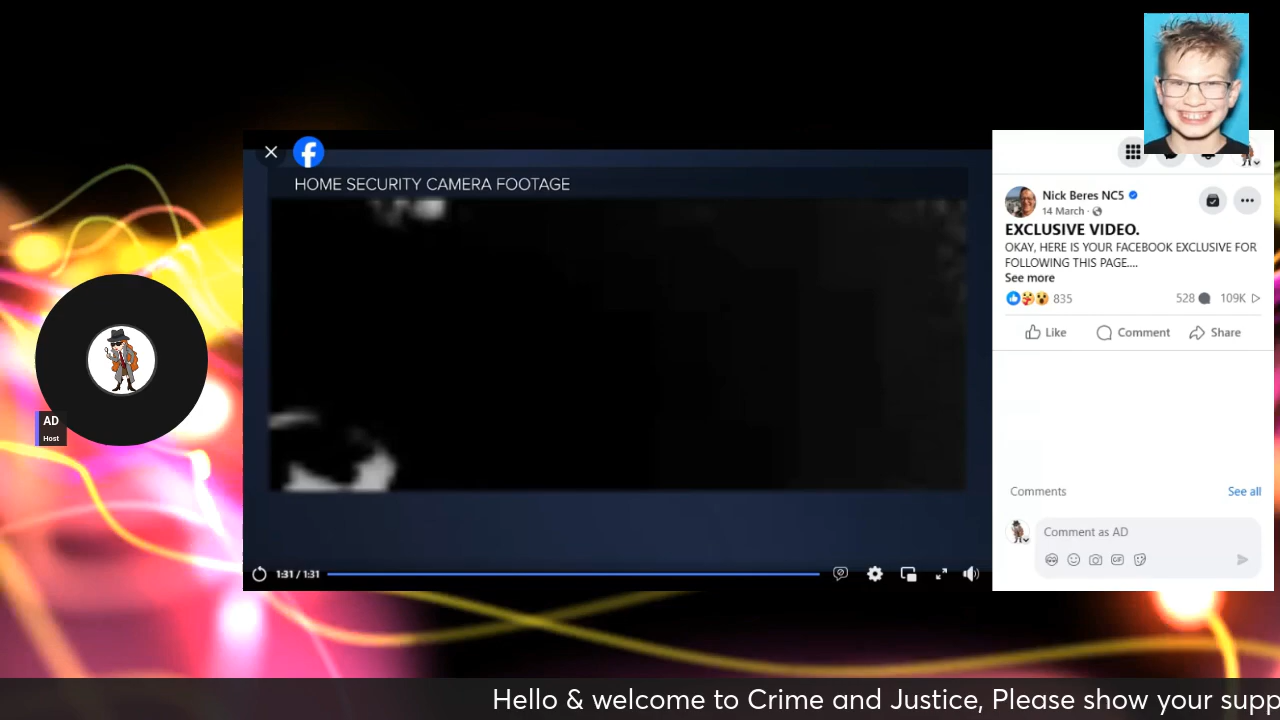 HOME SECURITY CAMERA FOOTAGE
Nick Beres NC5
14 March ·
EXCLUSIVE VIDEO.
OKAY, HERE IS YOUR FACEBOOK EXCLUSIVE FOR
FOLLOWING THIS PAGE....
See more
835
528
109K
Like
Comment
Share
AD
Host
Comments
See all
Comment as AD
GIF
1:31 / 1:31
Hello & welcome to Crime and Justice, Please show your supp